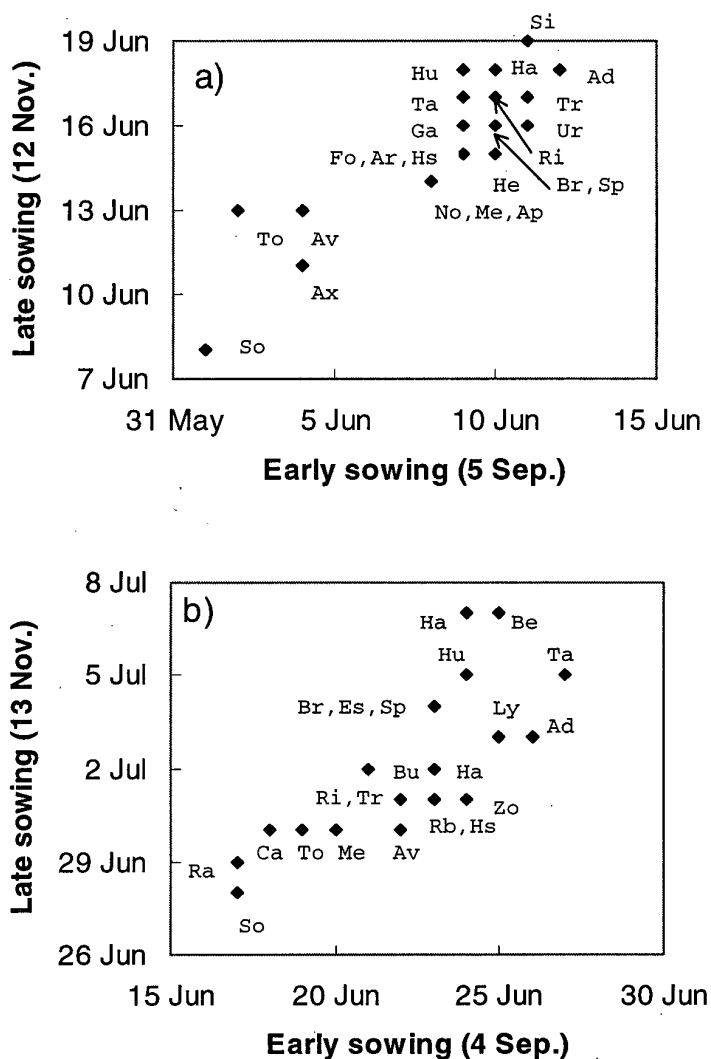 Si
19 Jun
a)
Hu
Ha
Ad
Ta
Tr
16 Jun
Ga
Ur
Fo,Ar,Hs
Ri
He
Br,Sp
No,Me,Ap
13 Jun
To
Av
10 Jun
Ax
So
7 Jun
31 May
5 Jun
10 Jun
15 Jun
Late sowing (12 Nov.)
Early sowing (5 Sep.)
8 Jul
b)
Ha
Be
Hu
Ta
5 Jul
Br,Es,Sp
Ly
Ad
2 Jul
Bu
Ha
Ri,Tr
Zo
Rb,Hs
Ca
To
Me
Av
29 Jun
Ra
So
26 Jun
15 Jun
20 Jun
25 Jun
30 Jun
Late sowing (13 Nov.)
Early sowing (4 Sep.)